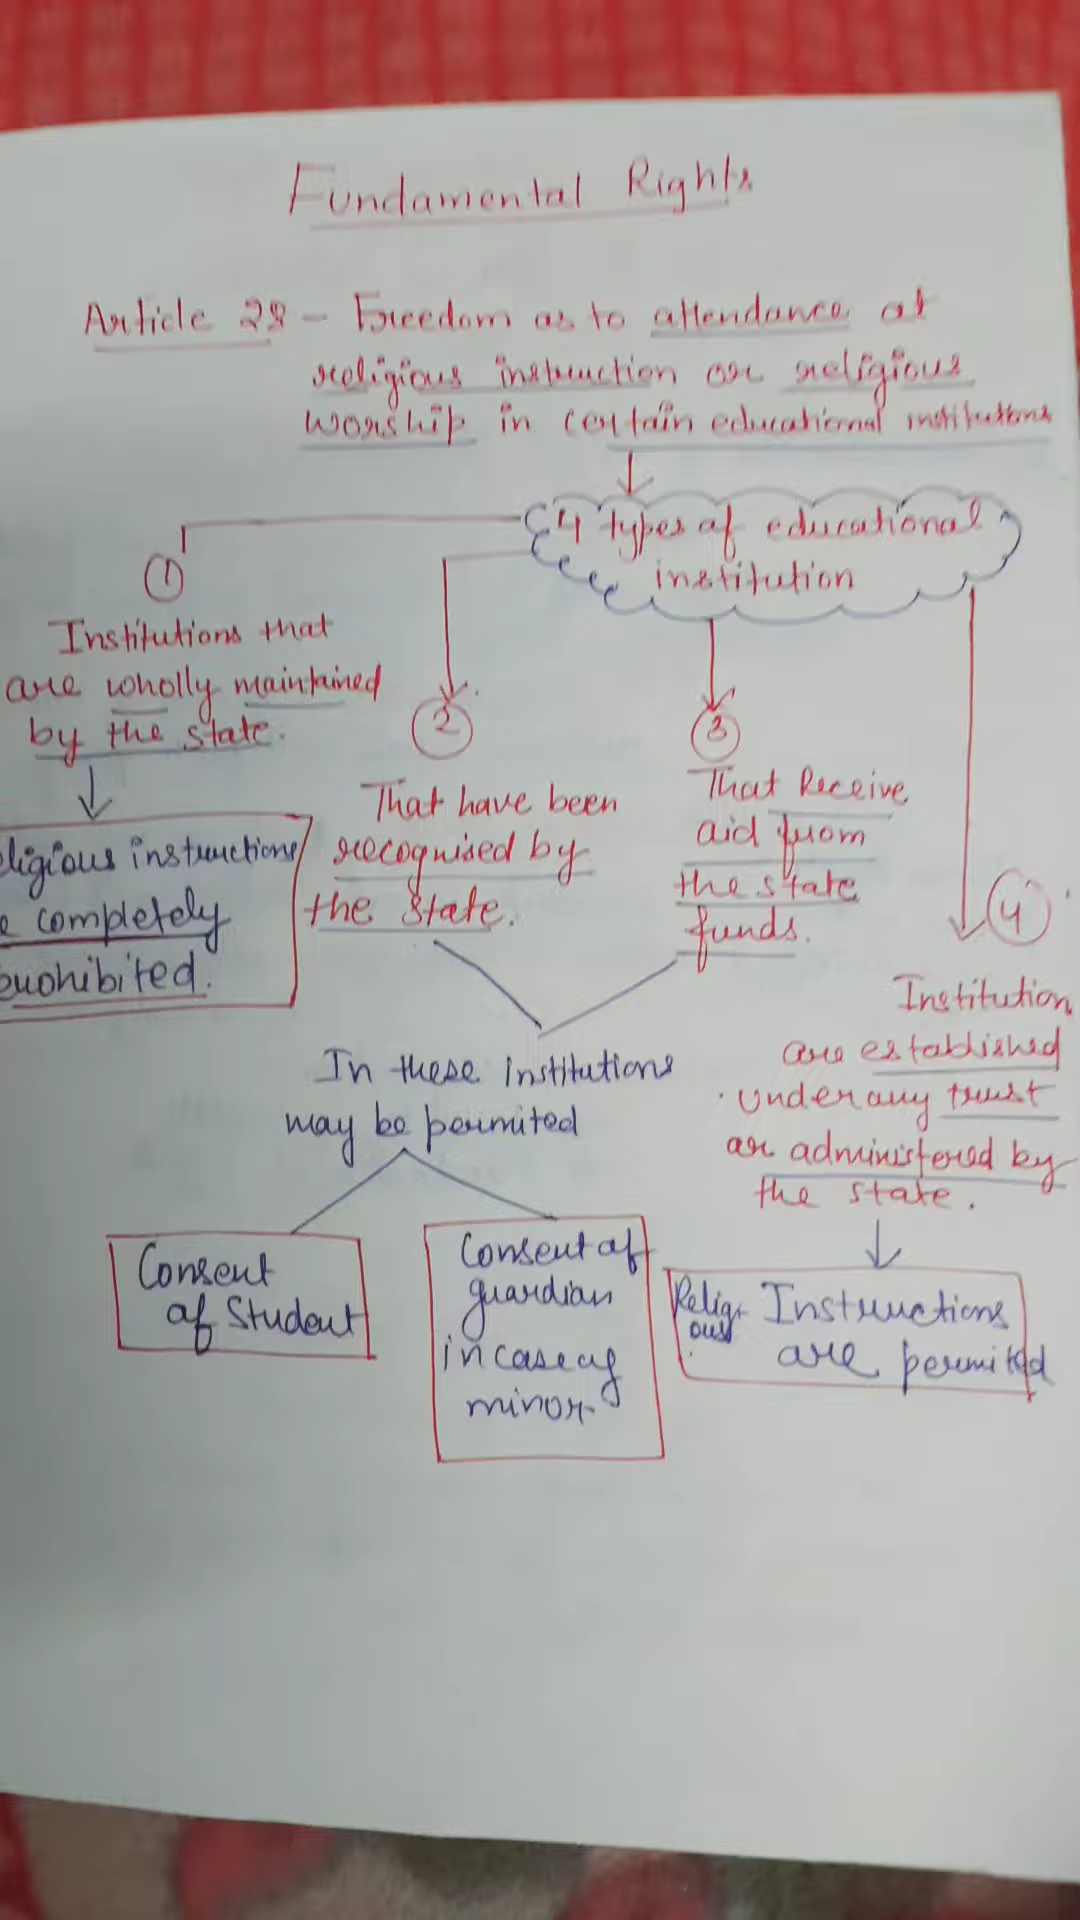 Fundamental Rights
Article 28 - Freedom as to attendance at
religious instruction or religious
worship in certain educational institutions
4 types of educational
institution
1
Institutions that
are wholly maintained
by the state.
eligious instructions
e completely
prohibited.
2
That have been
recognised by
the state.
3
That Receive
aid from
the state
funds.
In these institutions
may be permited
Consent
of Student
Consent of
guardian
in case of
minor.
4
Institution
are established
under any trust
or administered by
the state.
Religious Instructions
are permited